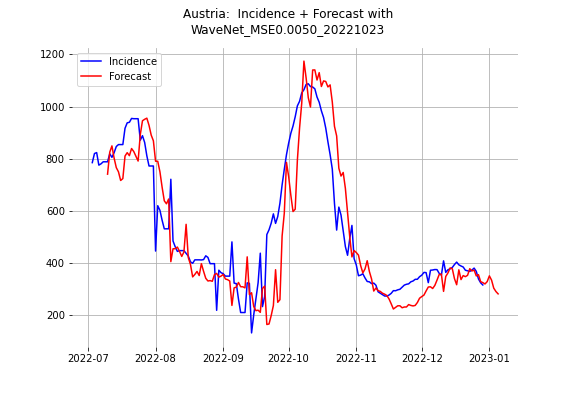 Austria:  Incidence + Forecast with
WaveNet_MSE0.0050_20221023
Incidence
Forecast
1200
1000
800
600
400
200
2022-07 2022-08 2022-09 2022-10 2022-11 2022-12 2023-01